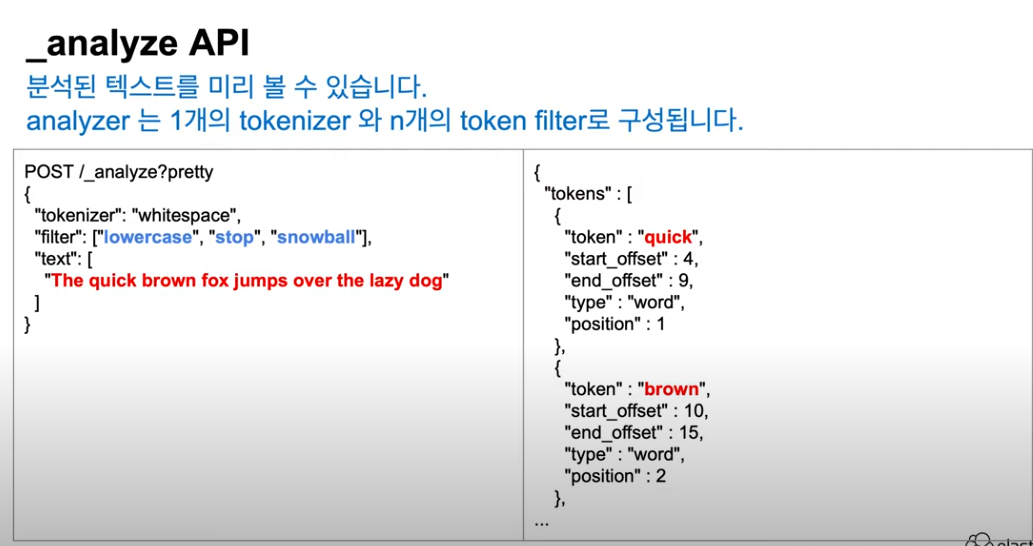 _analyze API
분석된 텍스트를 미리 볼 수 있습니다.
analyzer 는 1개의 tokenizer 와 n개의 token filter로 구성됩니다.
POST /_analyze?pretty
{
"tokenizer": "whitespace",
"filter": ["lowercase", "stop", "snowball"],
"text": [
"The quick brown fox jumps over the lazy dog"
]
}
{
"tokens" : [
{
"token" : "quick",
"start_offset" : 4,
"end_offset" : 9,
"type" : "word",
"position" : 1
},
{
"token" : "brown",
"start_offset" : 10,
"end_offset" : 15,
"type" : "word",
"position" : 2
},
...